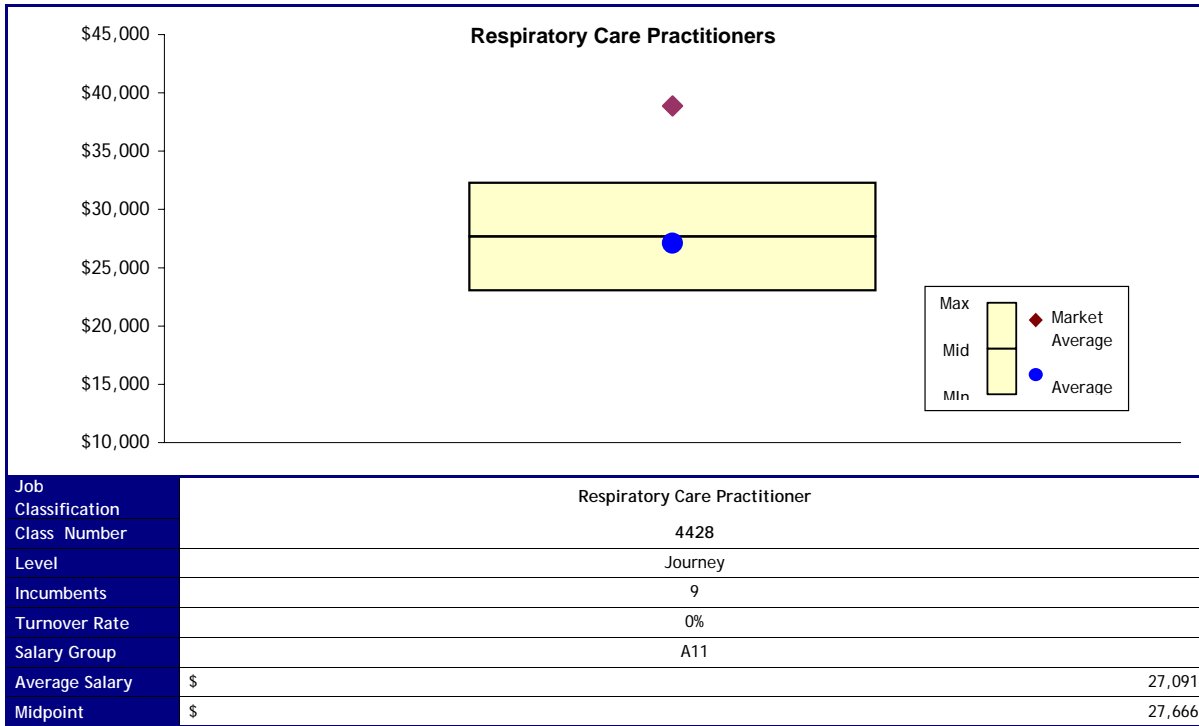 Respiratory Care Practitioners
$45,000
$40,000
$35,000
$30,000
$25,000
$20,000
$15,000
$10,000
Max
Mid
MIn
Market
Average
Average
Job
Classification
Respiratory Care Practitioner
Class Number 4428
Level Journey
Incumbents 9
Turnover Rate 0%
Salary Group A11
Average Salary $ 27,091
Midpoint $ 27,666